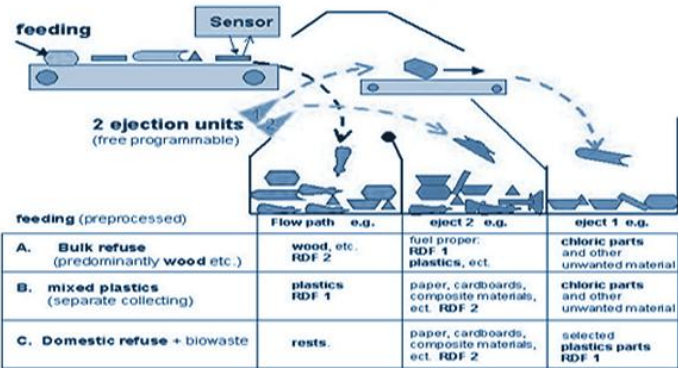 feeding
Sensor
1
2
2 ejection units
(free programmable)
feeding (preprocessed)
Flow path e.g.
eject 2 e.g.
eject 1 e.g.
A. Bulk refuse
(predominantly wood etc.)
wood, etc.
RDF 2
fuel proper:
RDF 1
plastics, ect.
chloric parts
and other
unwanted material
B. mixed plastics
(separate collecting)
plastics
RDF 1
paper, cardboards,
composite materials,
ect. RDF 2
chloric parts
and other
unwanted material
C. Domestic refuse + biowaste
rests.
paper, cardboards,
composite materials,
ect. RDF 2
selected
plastics parts
RDF 1